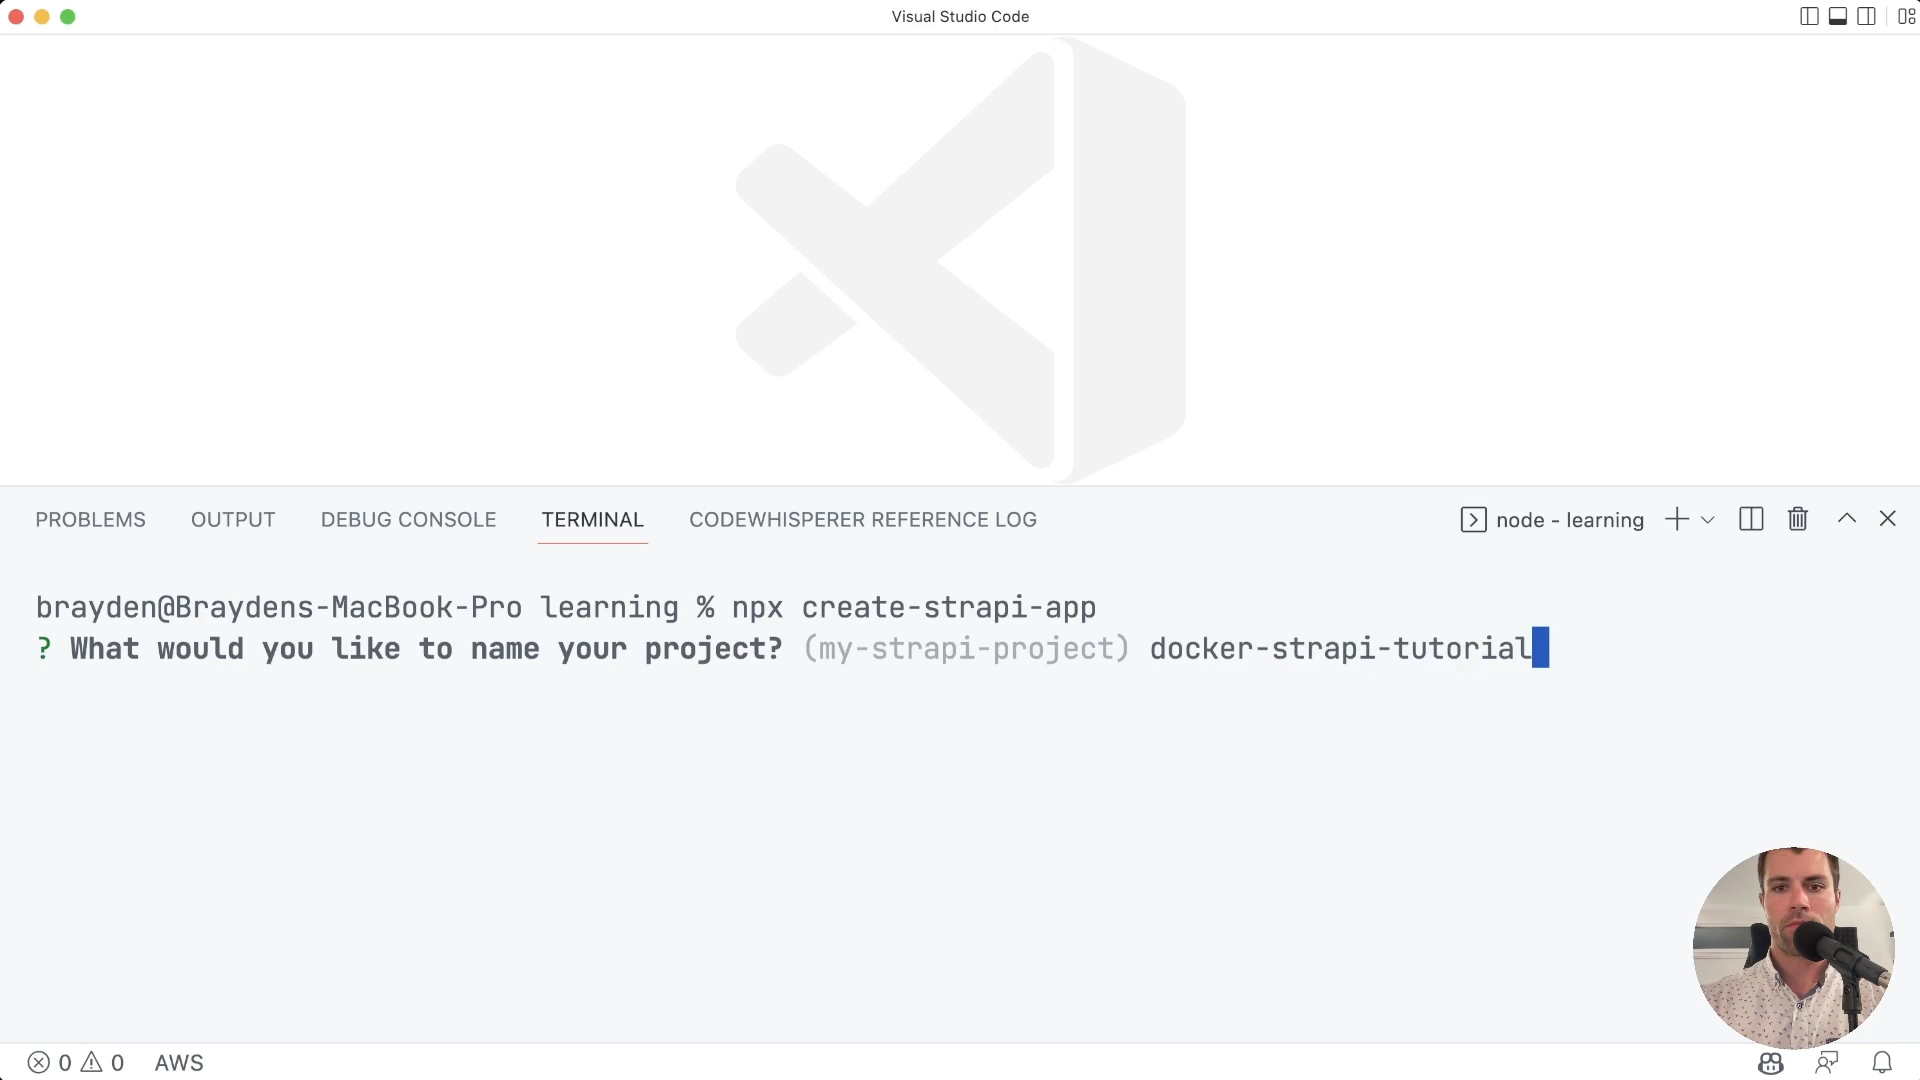 Visual Studio Code
PROBLEMS OUTPUT DEBUG CONSOLE TERMINAL CODEWHISPERER REFERENCE LOG node - learning
brayden@Braydens-MacBook-Pro learning % npx create-strapi-app
? What would you like to name your project? (my-strapi-project) docker-strapi-tutorial
0 0 AWS